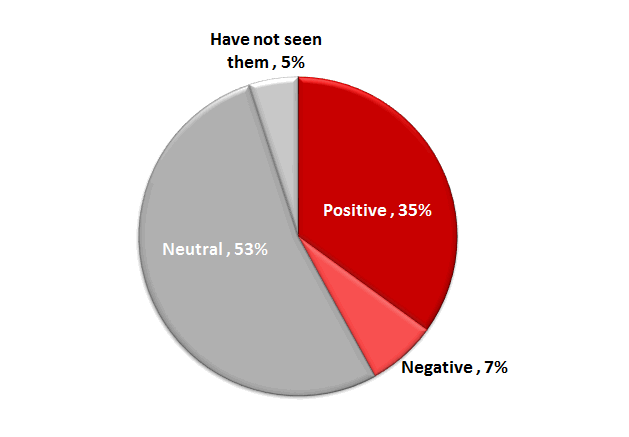 Have not seen
them , 5%
Positive , 35%
Neutral , 53%
Negative , 7%